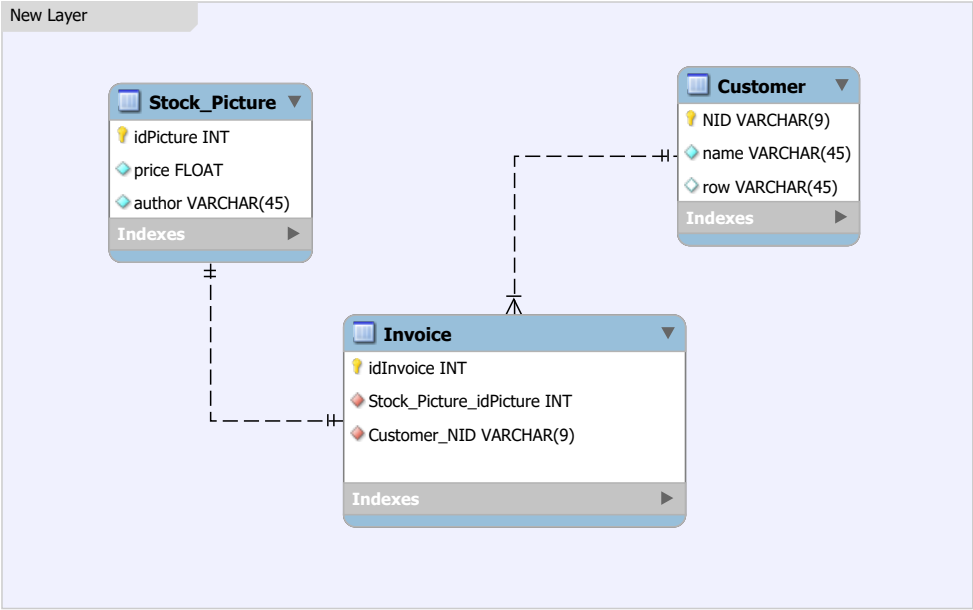 New Layer
Stock_Picture
idPicture INT
price FLOAT
author VARCHAR(45)
Indexes
Customer
NID VARCHAR(9)
name VARCHAR(45)
row VARCHAR(45)
Indexes
Invoice
idInvoice INT
Stock_Picture_idPicture INT
Customer_NID VARCHAR(9)
Indexes